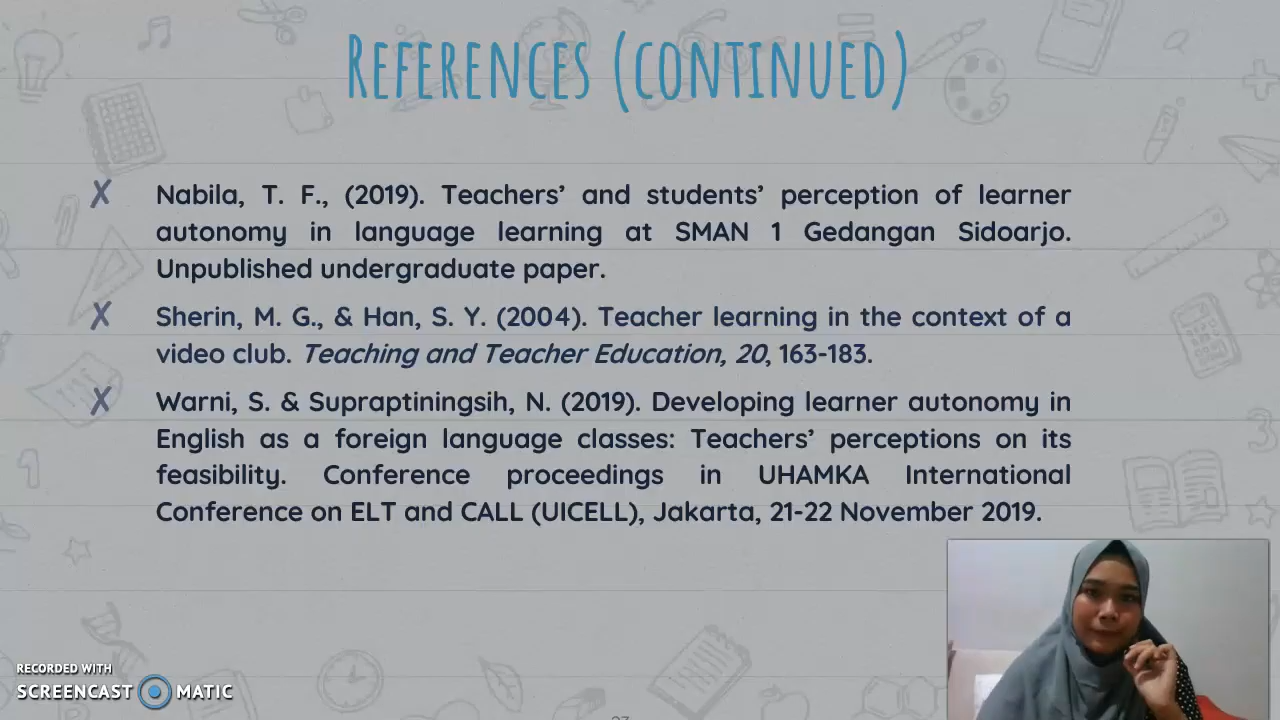 REFERENCES (CONTINUED)
✗ Nabila, T. F., (2019). Teachers’ and students’ perception of learner
autonomy in language learning at SMAN 1 Gedangan Sidoarjo.
Unpublished undergraduate paper.
✗ Sherin, M. G., & Han, S. Y. (2004). Teacher learning in the context of a
video club. Teaching and Teacher Education, 20, 163-183.
✗ Warni, S. & Supraptiningsih, N. (2019). Developing learner autonomy in
English as a foreign language classes: Teachers’ perceptions on its
feasibility. Conference proceedings in UHAMKA International
Conference on ELT and CALL (UICELL), Jakarta, 21-22 November 2019.
RECORDED WITH
SCREENCAST MATIC